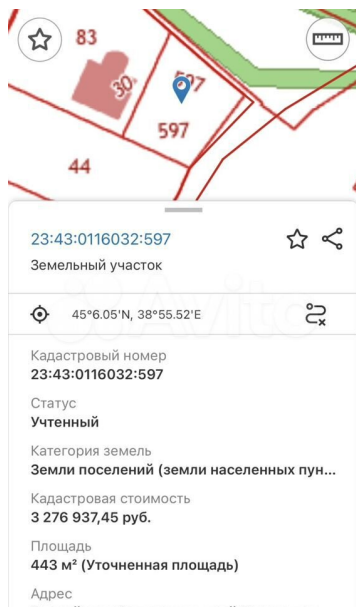 83
30
597
597
44
23:43:0116032:597
Земельный участок
45°6.05'N, 38°55.52'E
Avito
Кадастровый номер
23:43:0116032:597
Статус
Учтенный
Категория земель
Земли поселений (земли населенных пун...
Кадастровая стоимость
3 276 937,45 руб.
Площадь
443 м² (Уточненная площадь)
Адрес